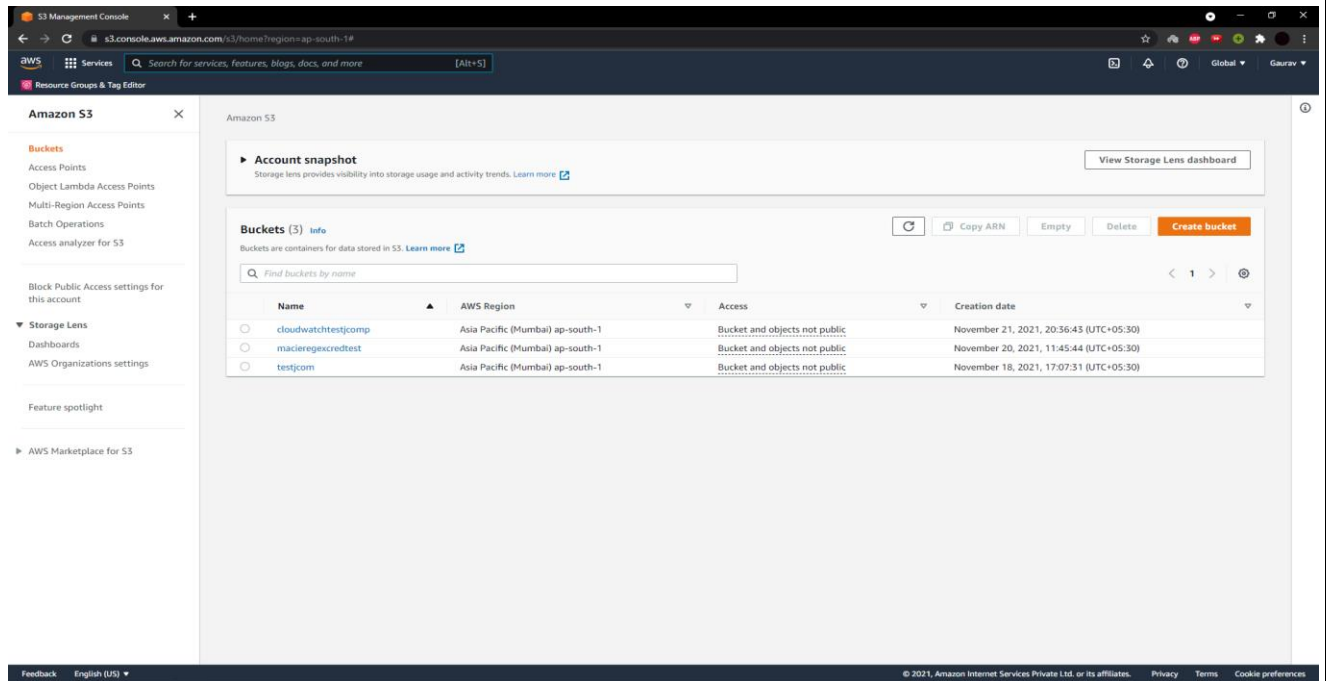 S3 Management Console
s3.console.aws.amazon.com/s3/home?region=ap-south-1#
aws Services Search for services, features, blogs, docs, and more [Alt+S] Global Gaurav
Resource Groups & Tag Editor
Amazon S3
Buckets
Access Points
Object Lambda Access Points
Multi-Region Access Points
Batch Operations
Access analyzer for S3
Block Public Access settings for
this account
Storage Lens
Dashboards
AWS Organizations settings
Feature spotlight
AWS Marketplace for S3
Amazon S3
Account snapshot
Storage lens provides visibility into storage usage and activity trends. Learn more
View Storage Lens dashboard
Buckets (3) Info
Buckets are containers for data stored in S3. Learn more
Copy ARN Empty Delete Create bucket
Find buckets by name
1
Name AWS Region Access Creation date
cloudwatchtestjcomp Asia Pacific (Mumbai) ap-south-1 Bucket and objects not public November 21, 2021, 20:36:43 (UTC+05:30)
macieregexcredtest Asia Pacific (Mumbai) ap-south-1 Bucket and objects not public November 20, 2021, 11:45:44 (UTC+05:30)
testjcom Asia Pacific (Mumbai) ap-south-1 Bucket and objects not public November 18, 2021, 17:07:31 (UTC+05:30)
Feedback English (US) © 2021, Amazon Internet Services Private Ltd. or its affiliates. Privacy Terms Cookie preferences